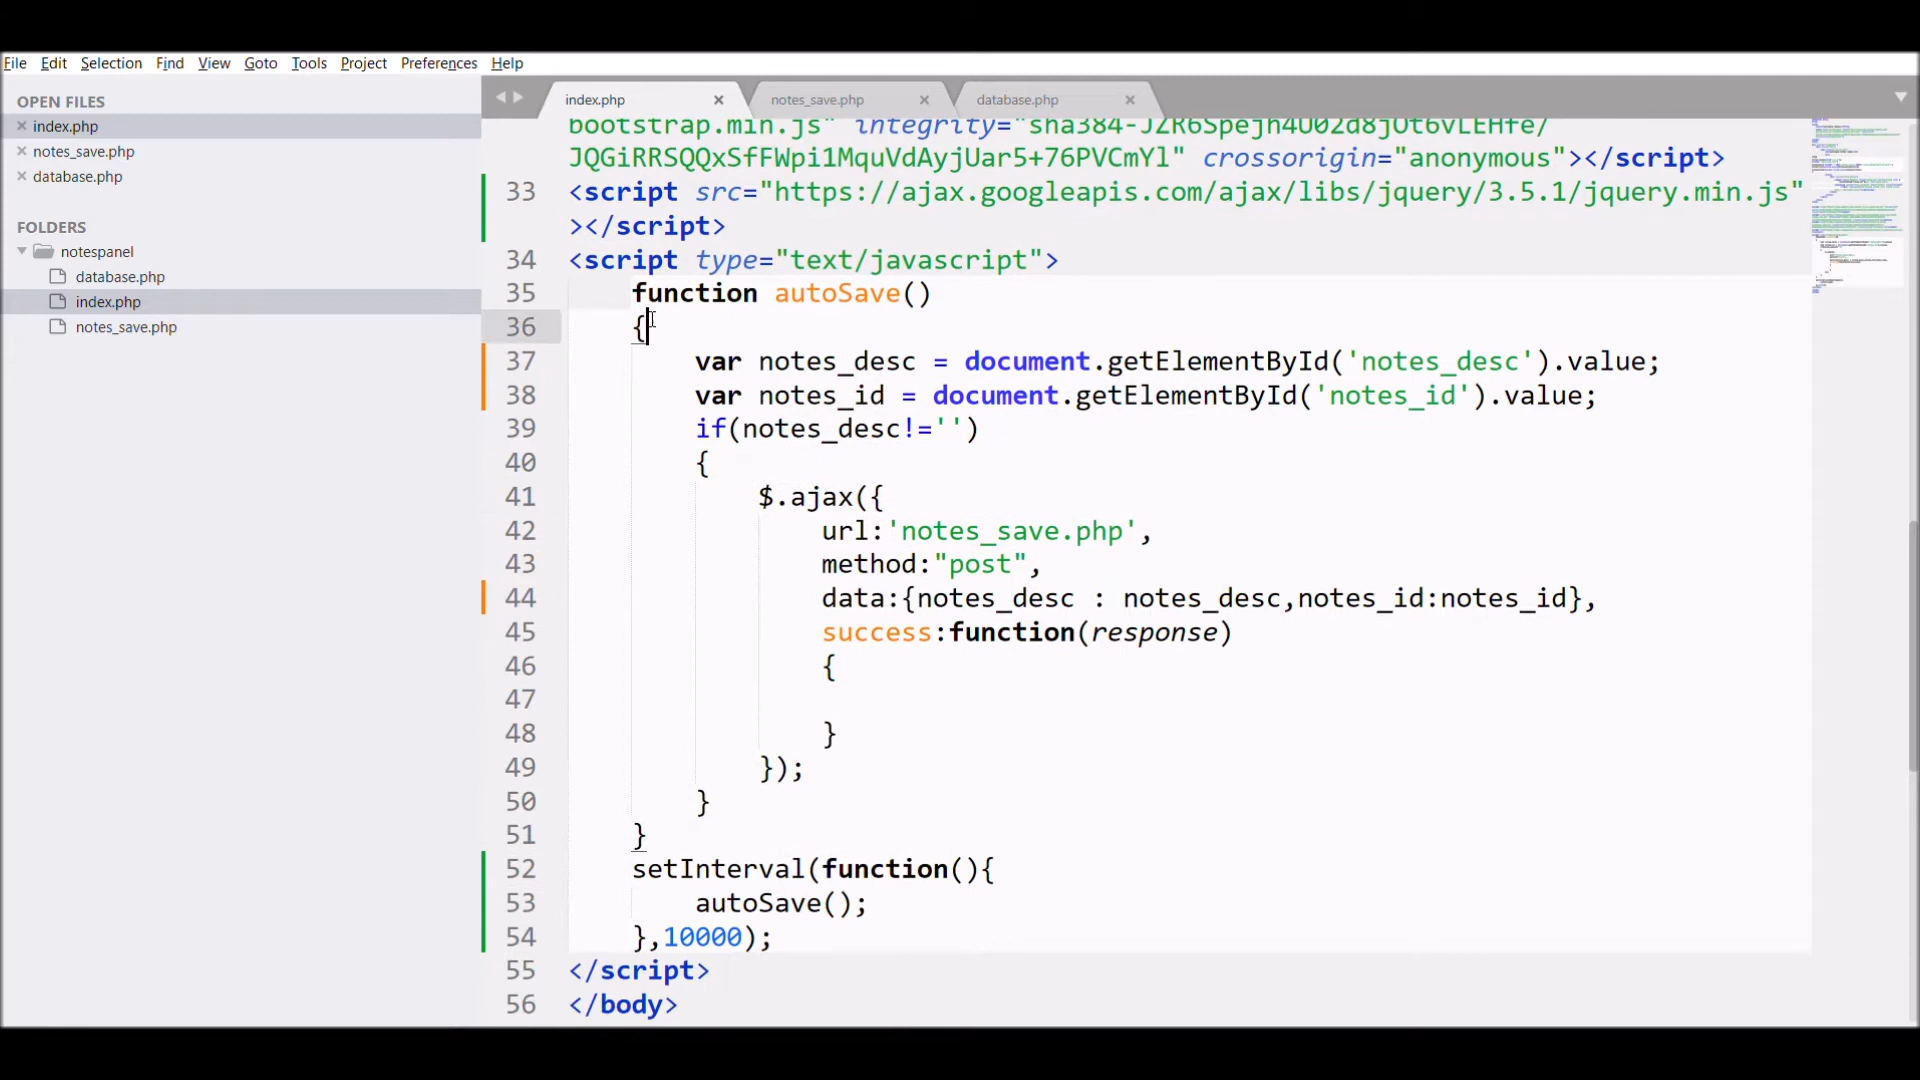 File Edit Selection Find View Goto Tools Project Preferences Help
OPEN FILES
index.php
notes_save.php
database.php
FOLDERS
notespanel
database.php
index.php
notes_save.php
index.php notes_save.php database.php
bootstrap.min.js" integrity="sha384-JZR6Spejh4U02d8jOt6vLEHfe/
JQGiRRSQQxSfFWpi1MquVdAyjUar5+76PVCmYl" crossorigin="anonymous"></script>
33 <script src="https://ajax.googleapis.com/ajax/libs/jquery/3.5.1/jquery.min.js"
></script>
34 <script type="text/javascript">
35 function autoSave()
36 {
37 var notes_desc = document.getElementById('notes_desc').value;
38 var notes_id = document.getElementById('notes_id').value;
39 if(notes_desc!='')
40 {
41 $.ajax({
42 url:'notes_save.php',
43 method:"post",
44 data:{notes_desc : notes_desc,notes_id:notes_id},
45 success:function(response)
46 {
47
48 }
49 });
50 }
51 }
52 setInterval(function(){
53 autoSave();
54 },10000);
55 </script>
56 </body>